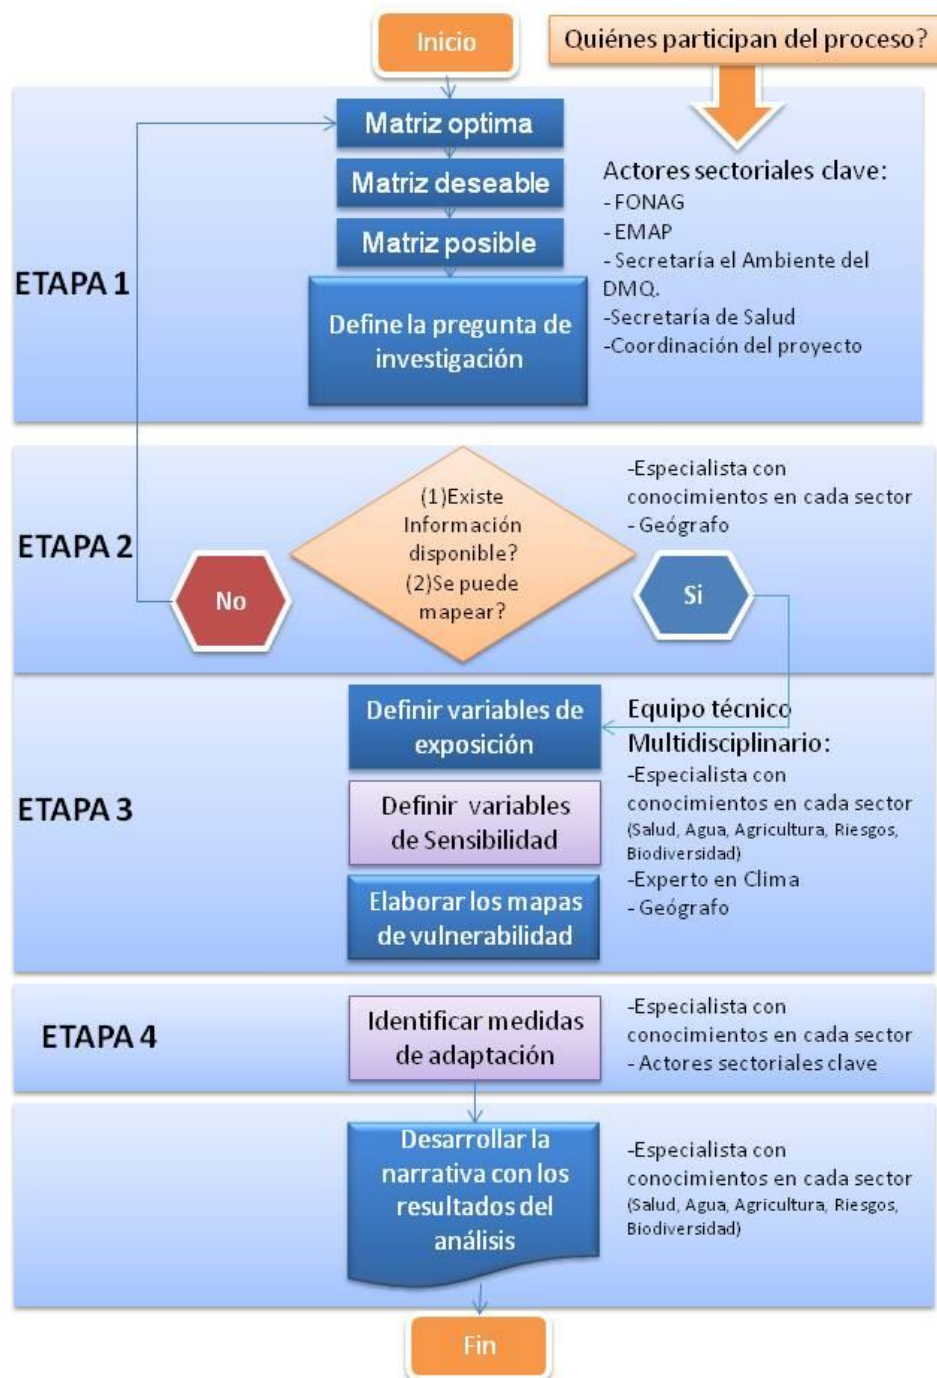 Inicio
Quiénes participan del proceso?
Matriz optima
Matriz deseable
Matriz posible
ETAPA 1
Define la pregunta de
investigación
Actores sectoriales clave:
- FONAG
- EMAP
- Secretaría el Ambiente del
DMQ.
-Secretaría de Salud
-Coordinación del proyecto
ETAPA 2
No
(1)Existe
Información
disponible?
(2)Se puede
mapear?
Si
-Especialista con
conocimientos en cada sector
- Geógrafo
ETAPA 3
Definir variables de
exposición
Definir variables
de Sensibilidad
Elaborar los mapas
de vulnerabilidad
Equipo técnico
Multidisciplinario:
-Especialista con
conocimientos en cada sector
(Salud, Agua, Agricultura, Riesgos,
Biodiversidad)
-Experto en Clima
- Geógrafo
ETAPA 4
Identificar medidas
de adaptación
-Especialista con
conocimientos en cada sector
- Actores sectoriales clave
Desarrollar la
narrativa con los
resultados del
análisis
-Especialista con
conocimientos en cada sector
(Salud, Agua, Agricultura, Riesgos,
Biodiversidad)
Fin